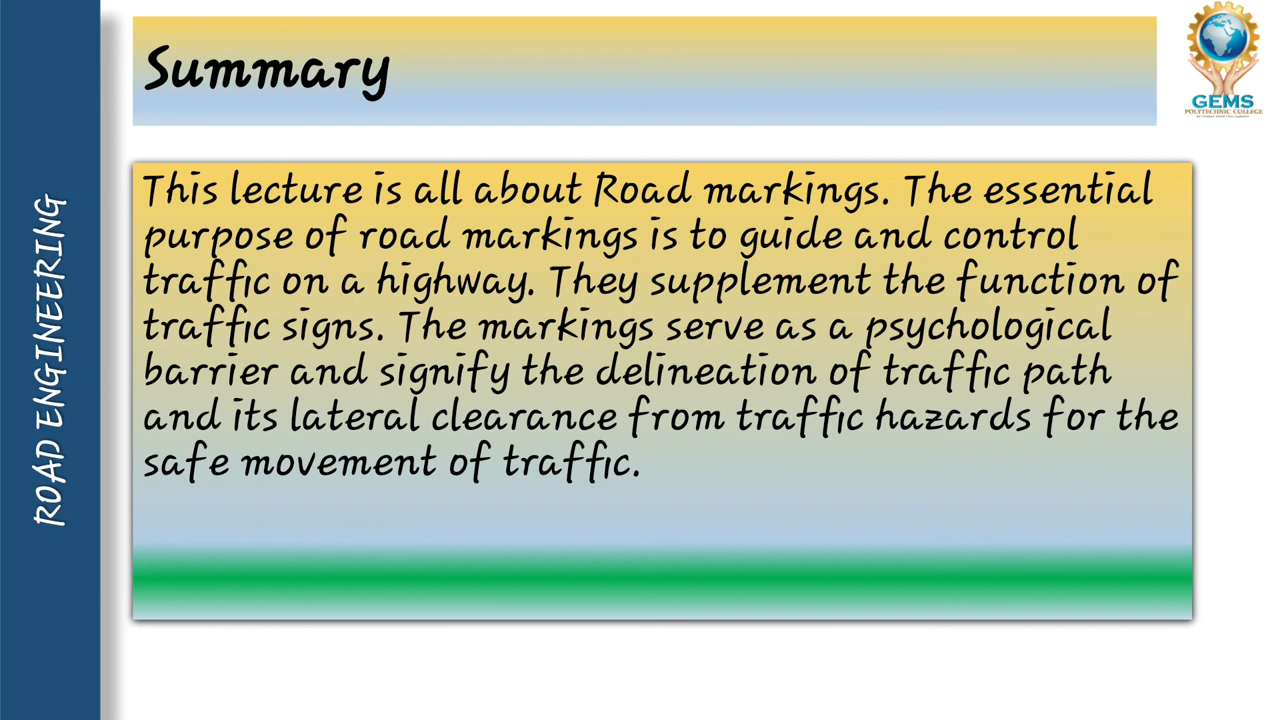 Summary
GEMS
POLYTECHNIC COLLEGE
ROAD ENGINEERING
This lecture is all about Road markings. The essential
purpose of road markings is to guide and control
traffic on a highway. They supplement the function of
traffic signs. The markings serve as a psychological
barrier and signify the delineation of traffic path
and its lateral clearance from traffic hazards for the
safe movement of traffic.